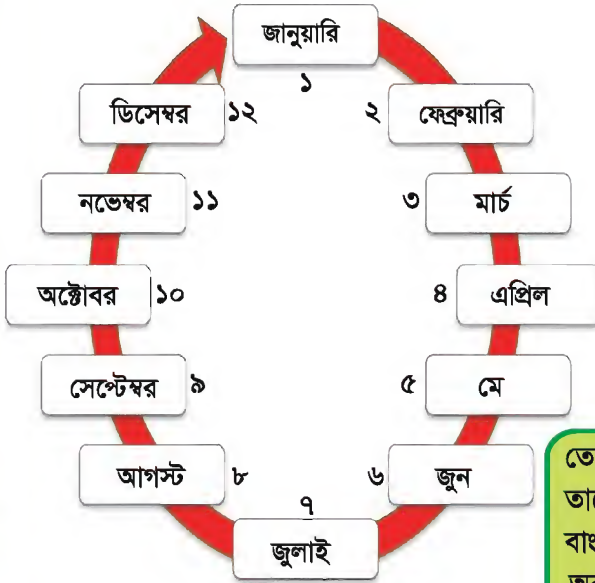 জানুয়ারি
১
ফেব্রুয়ারি
২
মার্চ
৩
এপ্রিল
৪
মে
৫
জুন
৬
জুলাই
৭
আগস্ট
৮
সেপ্টেম্বর
৯
অক্টোবর
১০
নভেম্বর
১১
ডিসেম্বর
১২